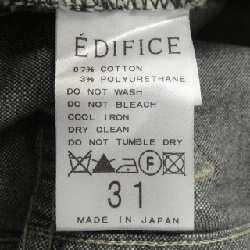 ÉDIFICE
97% COTTON
3% POLYURETHANE
DO NOT WASH
DO NOT BLEACH
COOL IRON
DRY CLEAN
DO NOT TUMBLE DRY
F
31
MADE IN JAPAN